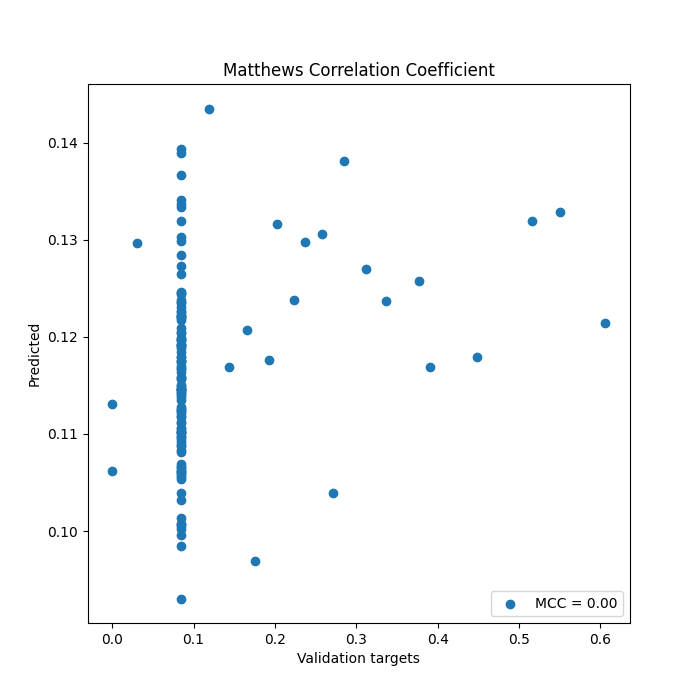 Matthews Correlation Coefficient
0.14
0.13
0.12
0.11
0.10
Predicted
MCC = 0.00
0.0 0.1 0.2 0.3 0.4 0.5 0.6
Validation targets